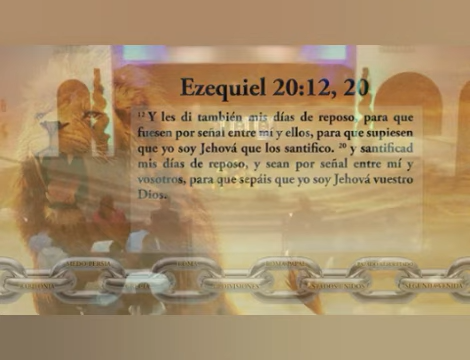 Ezequiel 20:12, 20
¹² Y les di también mis días de reposo, para que
fuesen por señal entre mí y ellos, para que supiesen
que yo soy Jehová que los santifico. ²⁰ y santificad
mis días de reposo, y sean por señal entre mí y
vosotros, para que sepáis que yo soy Jehová vuestro
Dios.
SEGUNDA VENIDA